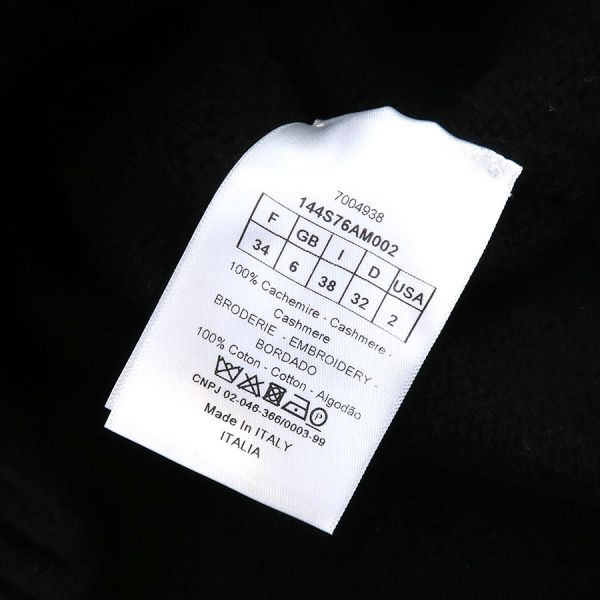 7004938
144S76AM002
F GB I D USA
34 6 38 32 2
100% Cachemire - Cashmere -
Cashmere
BRODERIE - EMBROIDERY -
BORDADO
100% Coton - Cotton - Algodão
P
CNPJ 02-046-366/0003-99
Made In ITALY
ITALIA